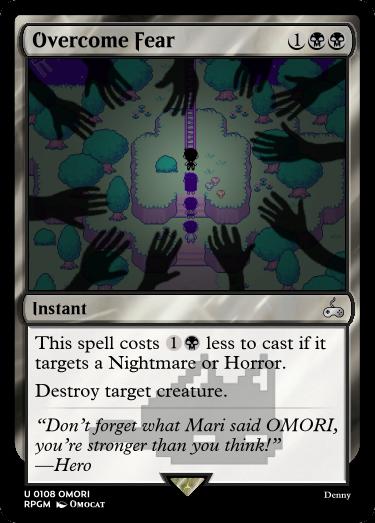 Overcome Fear 1
Instant
This spell costs 1 less to cast if it
targets a Nightmare or Horror.
Destroy target creature.
“Don’t forget what Mari said OMORI,
you’re stronger than you think!”
—Hero
U 0108 OMORI
RPGM Omocat
Denny